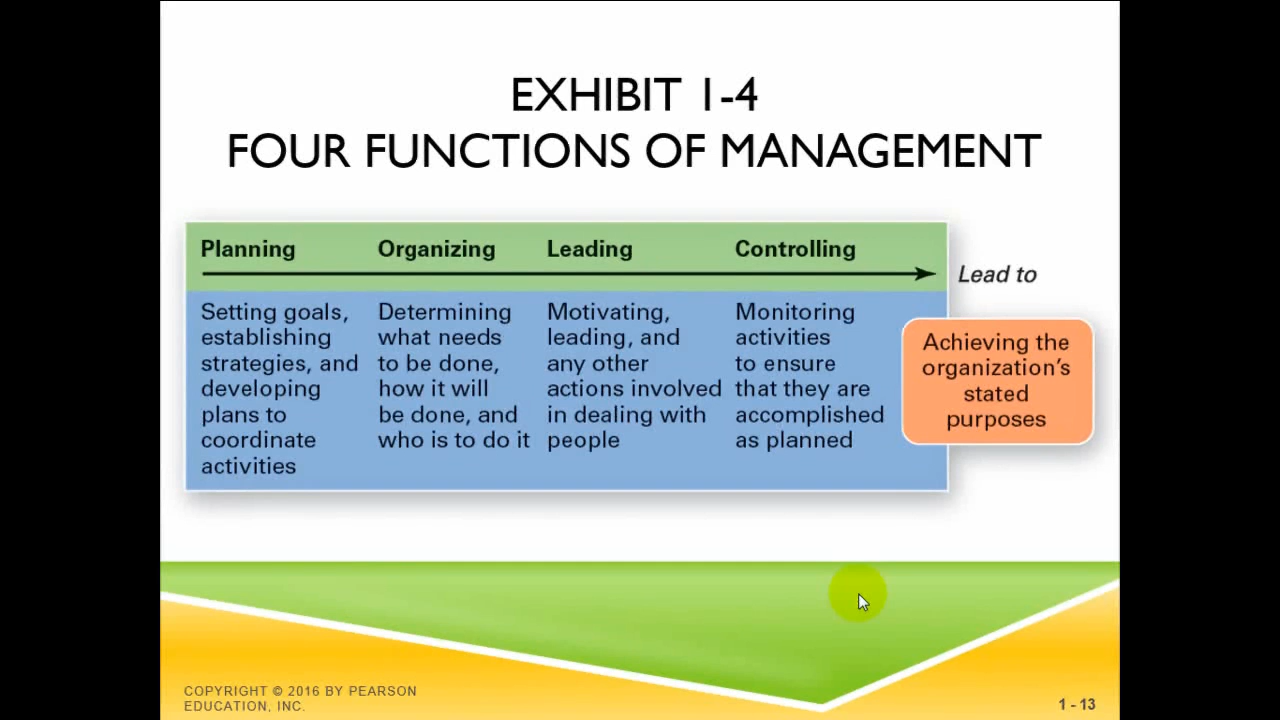 EXHIBIT 1-4
FOUR FUNCTIONS OF MANAGEMENT
Planning
Setting goals,
establishing
strategies, and
developing
plans to
coordinate
activities
Organizing
Determining
what needs
to be done,
how it will
be done, and
who is to do it
Leading
Motivating,
leading, and
any other
actions involved
in dealing with
people
Controlling
Monitoring
activities
to ensure
that they are
accomplished
as planned
Lead to
Achieving the
organization's
stated
purposes
COPYRIGHT © 2016 BY PEARSON
EDUCATION, INC.
1 - 13